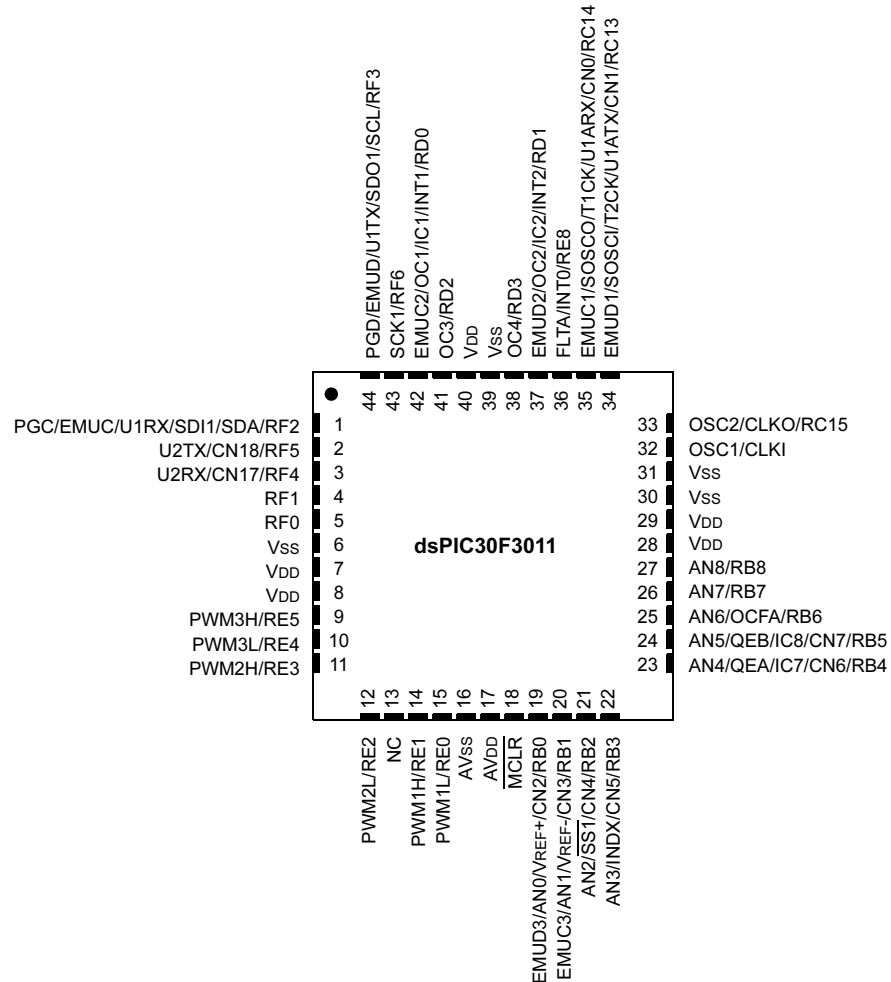 PGD/EMUD/U1TX/SDO1/SCL/RF3
SCK1/RF6
EMUC2/OC1/IC1/INT1/RD0
OC3/RD2
VDD
VSS
OC4/RD3
EMUD2/OC2/IC2/INT2/RD1
FLTA/INT0/RE8
EMUC1/SOSCO/T1CK/U1ARX/CN0/RC14
EMUD1/SOSCI/T2CK/U1ATX/CN1/RC13
44 43 42 41 40 39 38 37 36 35 34
PGC/EMUC/U1RX/SDI1/SDA/RF2 1
U2TX/CN18/RF5 2
U2RX/CN17/RF4 3
RF1 4
RF0 5
VSS 6
VDD 7
VDD 8
PWM3H/RE5 9
PWM3L/RE4 10
PWM2H/RE3 11
dsPIC30F3011
33 OSC2/CLKO/RC15
32 OSC1/CLKI
31 VSS
30 VSS
29 VDD
28 VDD
27 AN8/RB8
26 AN7/RB7
25 AN6/OCFA/RB6
24 AN5/QEB/IC8/CN7/RB5
23 AN4/QEA/IC7/CN6/RB4
12 13 14 15 16 17 18 19 20 21 22
PWM2L/RE2
NC
PWM1H/RE1
PWM1L/RE0
AVSS
AVDD
MCLR
EMUD3/AN0/VREF+/CN2/RB0
EMUC3/AN1/VREF-/CN3/RB1
AN2/SS1/CN4/RB2
AN3/INDX/CN5/RB3